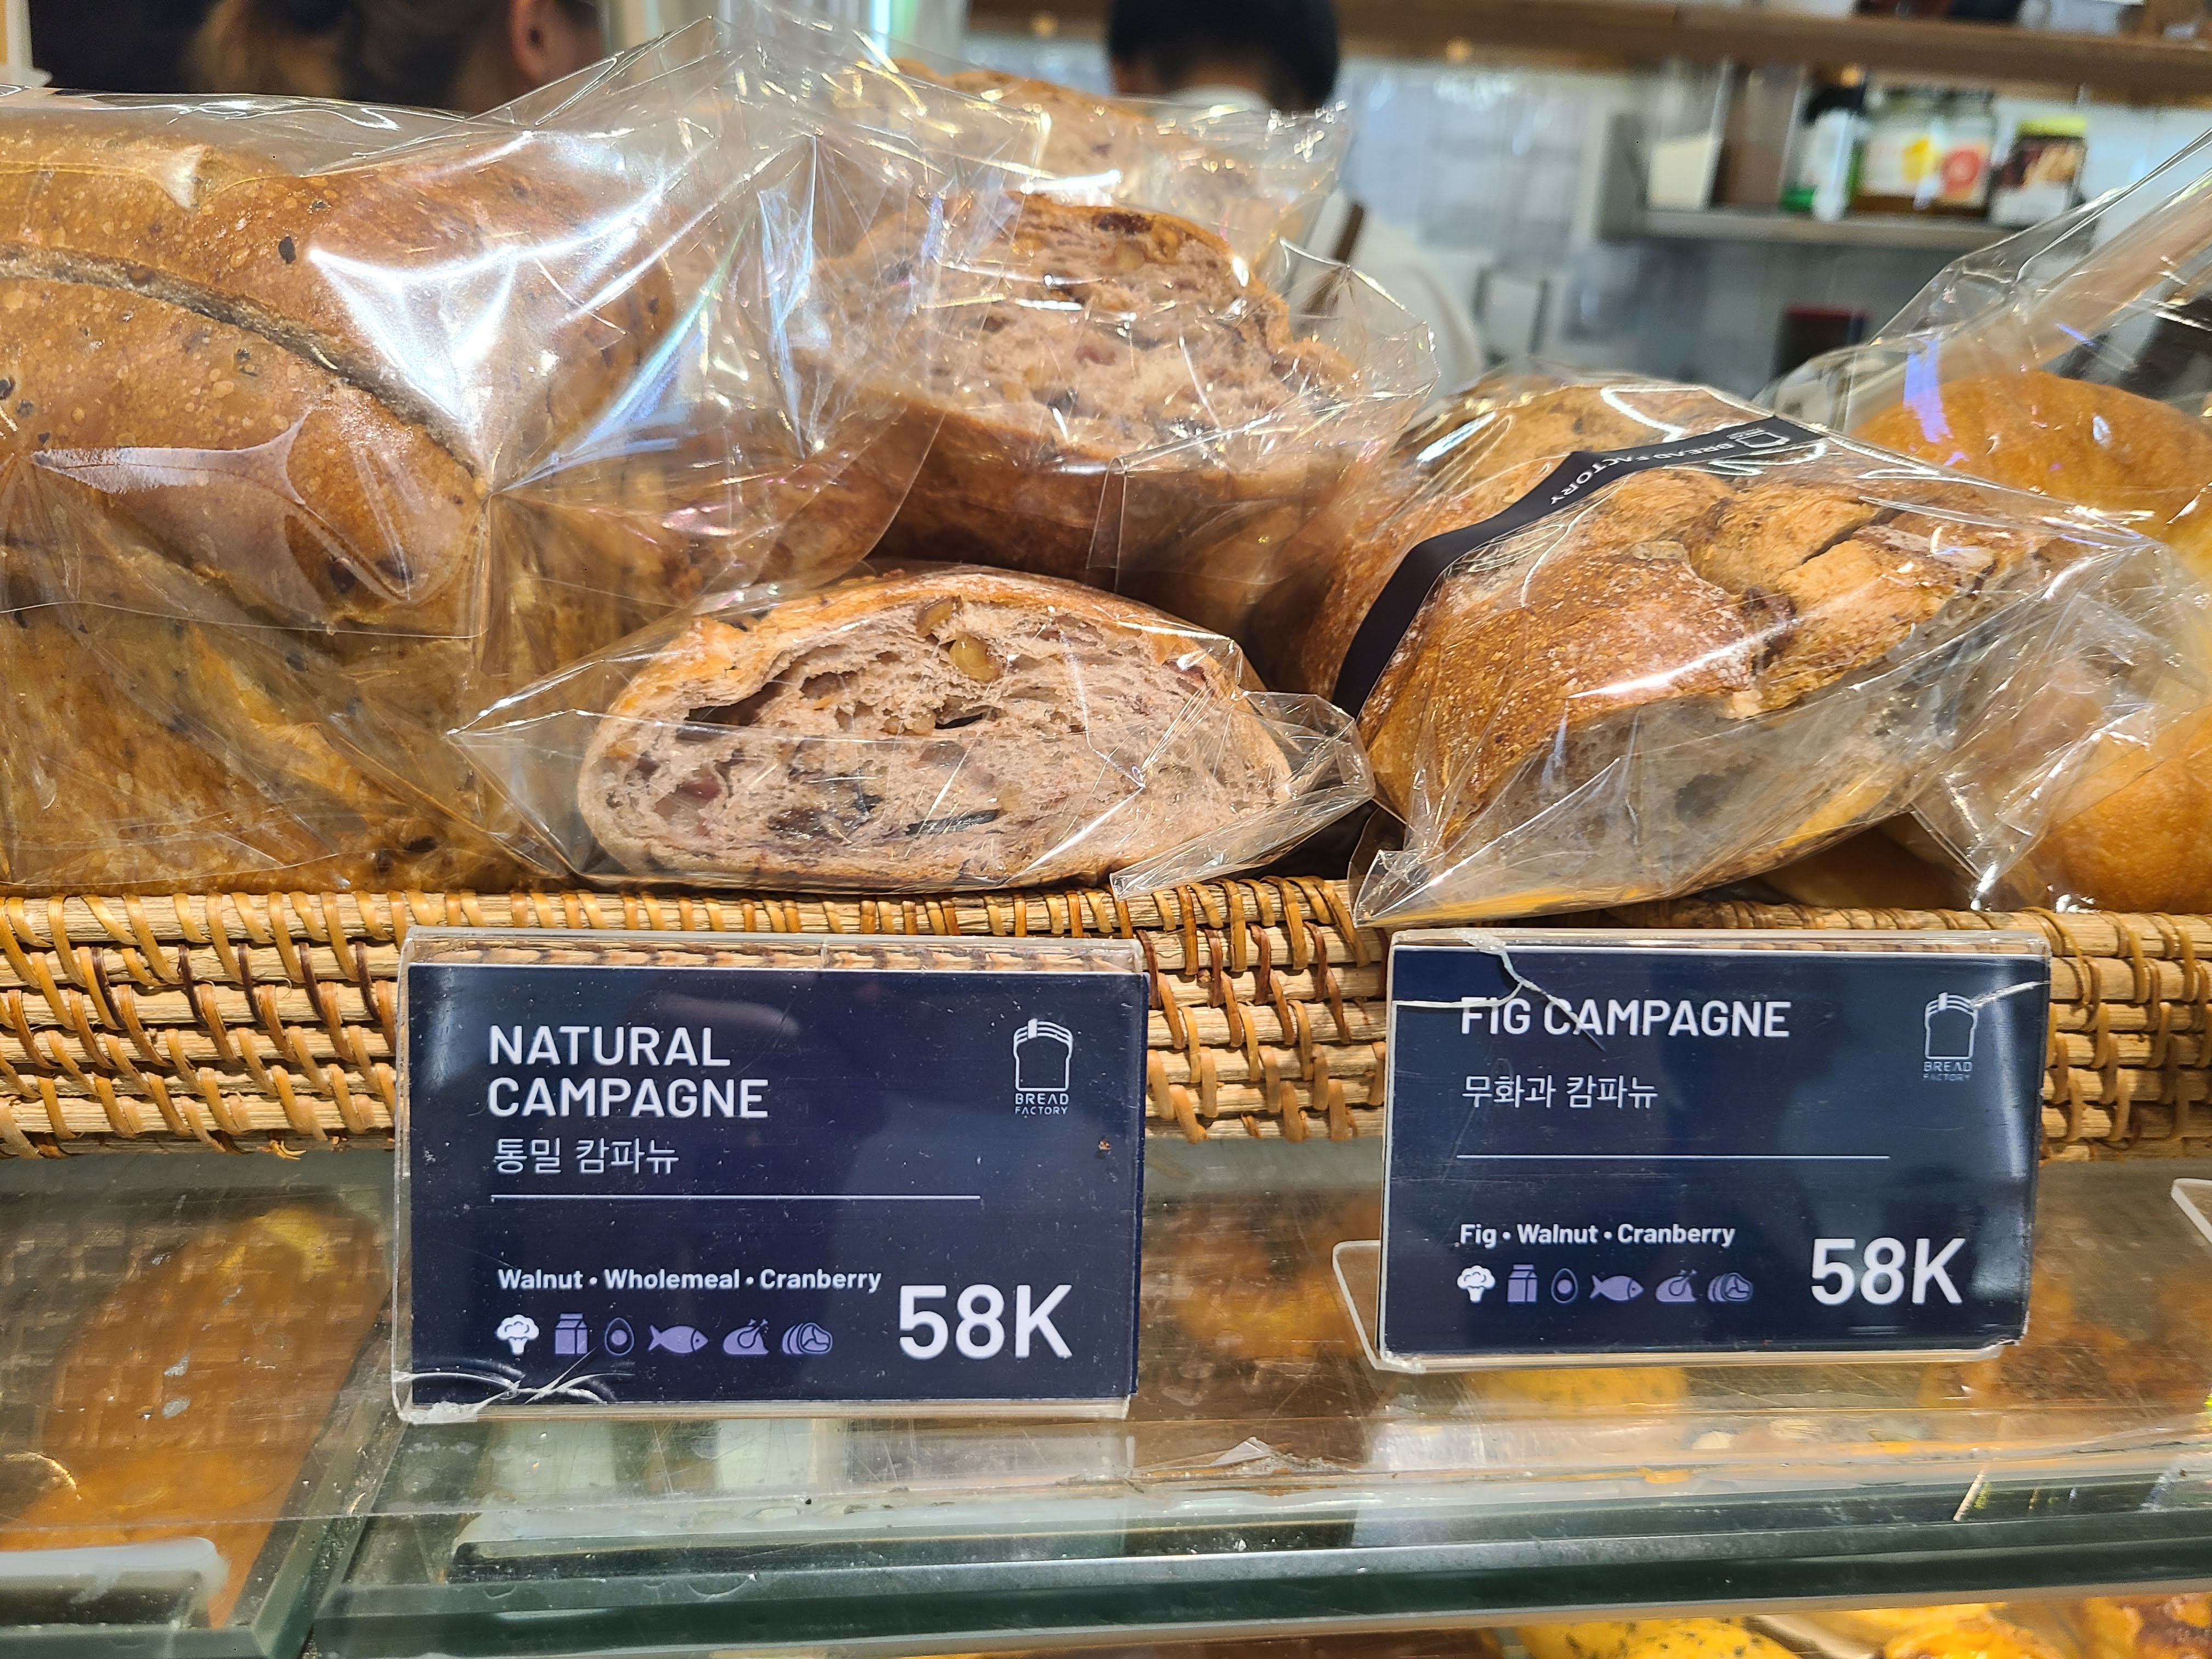 BREAD FACTORY
NATURAL
CAMPAGNE
통밀 캄파뉴
BREAD
FACTORY
Walnut • Wholemeal • Cranberry
58K
FIG CAMPAGNE
무화과 캄파뉴
BREAD
FACTORY
Fig • Walnut • Cranberry
58K